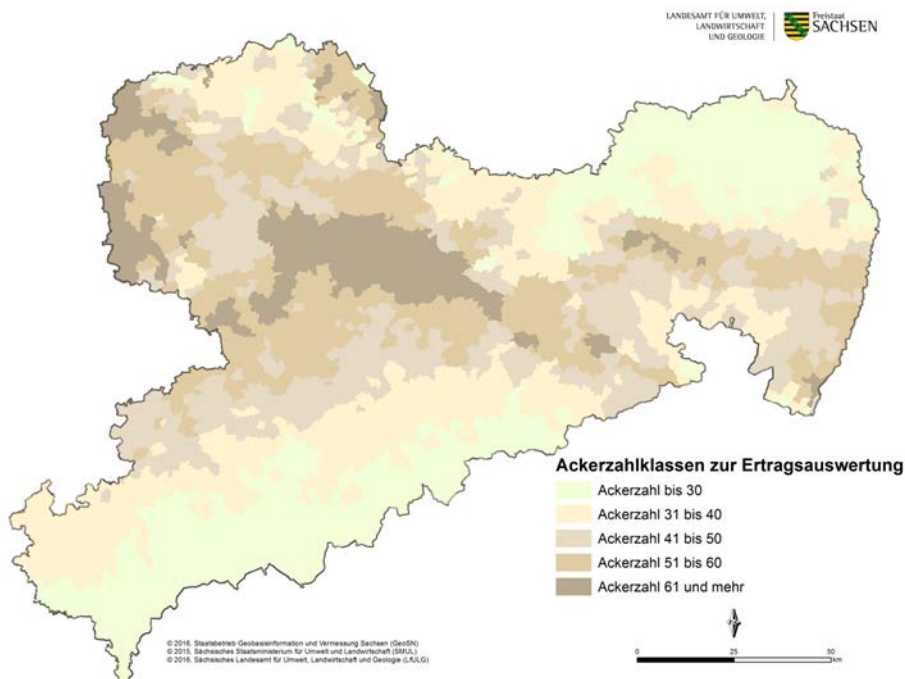 LANDESAMT FÜR UMWELT,
LANDWIRTSCHAFT
UND GEOLOGIE
Freistaat
SACHSEN
Ackerzahlklassen zur Ertragsauswertung
Ackerzahl bis 30
Ackerzahl 31 bis 40
Ackerzahl 41 bis 50
Ackerzahl 51 bis 60
Ackerzahl 61 und mehr
© 2016, Staatsbetrieb Geobasisinformation und Vermessung Sachsen (GeoSN)
© 2015, Sächsisches Staatsministerium für Umwelt und Landwirtschaft (SMUL)
© 2016, Sächsisches Landesamt für Umwelt, Landwirtschaft und Geologie (LfULG)
0 25 50
km